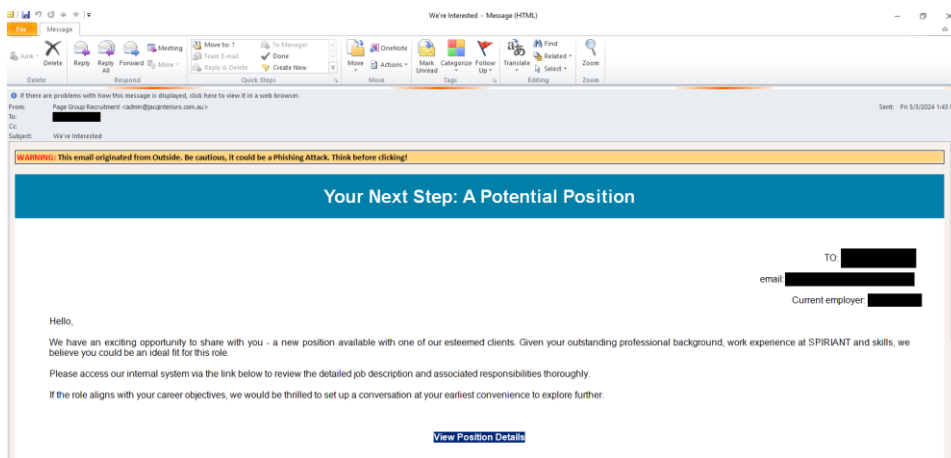 We're Interested - Message (HTML)
File Message
Junk
Delete
Reply
Reply All
Forward
Meeting
More
Move to: ?
Team E-mail
Reply & Delete
To Manager
Done
Create New
Move
OneNote
Actions
Mark Unread
Categorize
Follow Up
Translate
Find
Related
Select
Zoom
Delete Respond Quick Steps Move Tags Editing Zoom
If there are problems with how this message is displayed, click here to view it in a web browser.
From: Page Group Recruitment <admin@jacqinteriors.com.au> Sent: Fri 5/3/2024 1:43
To:
Cc:
Subject: We're Interested
WARNING: This email originated from Outside. Be cautious, it could be a Phishing Attack. Think before clicking!
Your Next Step: A Potential Position
TO:
email:
Current employer:
Hello,
We have an exciting opportunity to share with you - a new position available with one of our esteemed clients. Given your outstanding professional background, work experience at SPIRIANT and skills, we
believe you could be an ideal fit for this role.
Please access our internal system via the link below to review the detailed job description and associated responsibilities thoroughly.
If the role aligns with your career objectives, we would be thrilled to set up a conversation at your earliest convenience to explore further.
View Position Details